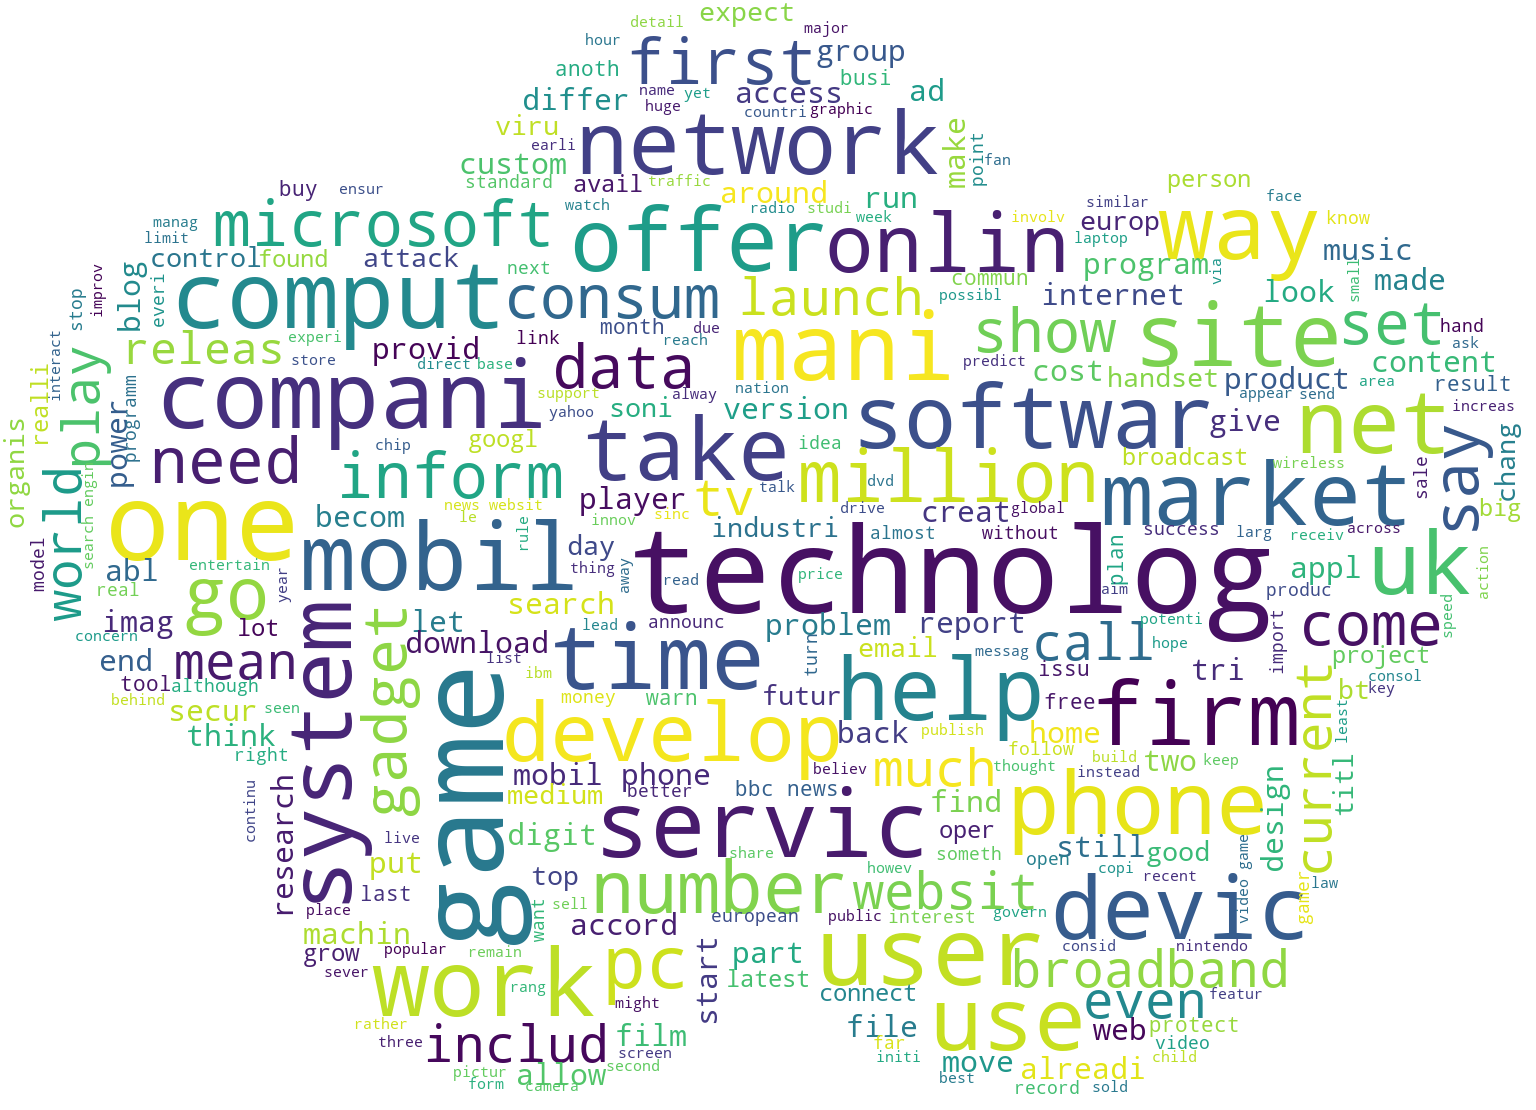 expect
detail
major
hour
first
group
anoth
busi
name
yet
access
ad
differ
huge
graphic
countri
viru
network
make
point
earli
fan
custom
standard
avail
traffic
around
run
person
buy
ensur
watch
radio
studi
week
similar
face
microsoft
offer
onlin
involv
europ
way
know
manag
limit
control
found
attack
next
laptop
music
commun
program
via
small
made
improv
stop
blog
everi
comput
consum
launch
possibl
internet
look
interact
experi
month
due
mani
show
site
set
hand
ask
releas
store
provid
link
reach
predict
content
realli
play
direct
base
data
cost
handset
product
area
result
compani
support
alway
nation
appear
send
increas
organis
power
programm
yahoo
soni
version
softwar
give
net
say
chang
chip
googl
take
idea
need
inform
million
broadcast
wireless
sale
world
search engin
player
tv
talk
dvd
market
big
one
news websit
le
rule
innov
sinc
drive
creat
global
becom
industri
almost
without
success
larg
receiv
across
mobil
day
technolog
plan
uk
model
abl
entertain
thing
away
read
price
aim
appl
action
real
go
year
search
produc
speed
imag
lot
let
lead
announc
problem
report
call
potenti
come
concern
download
time
turn
email
messag
hope
import
end
mean
list
issu
tri
project
tool
although
system
gadget
ibm
warn
futur
help
free
firm
current
bt
consol
key
behind
secur
seen
game
money
think
develop
back
publish
home
least
right
follow
build
two
keep
mobil phone
believ
much
thought
instead
titl
research
continu
medium
better
bbc news
find
phone
design
live
digit
servic
oper
share
someth
open
still
good
put
howev
copi
recent
law
last
top
number
websit
devic
video game
gamer
place
want
sell
european
public
interest
govern
machin
accord
consid
nintendo
grow
popular
remain
start
part
user
broadband
sever
work
pc
latest
rang
connect
even
featur
might
use
rather
file
web
protect
three
includ
film
screen
far
move
video
initi
alreadi
child
pictur
second
form
allow
camera
best
record
sold